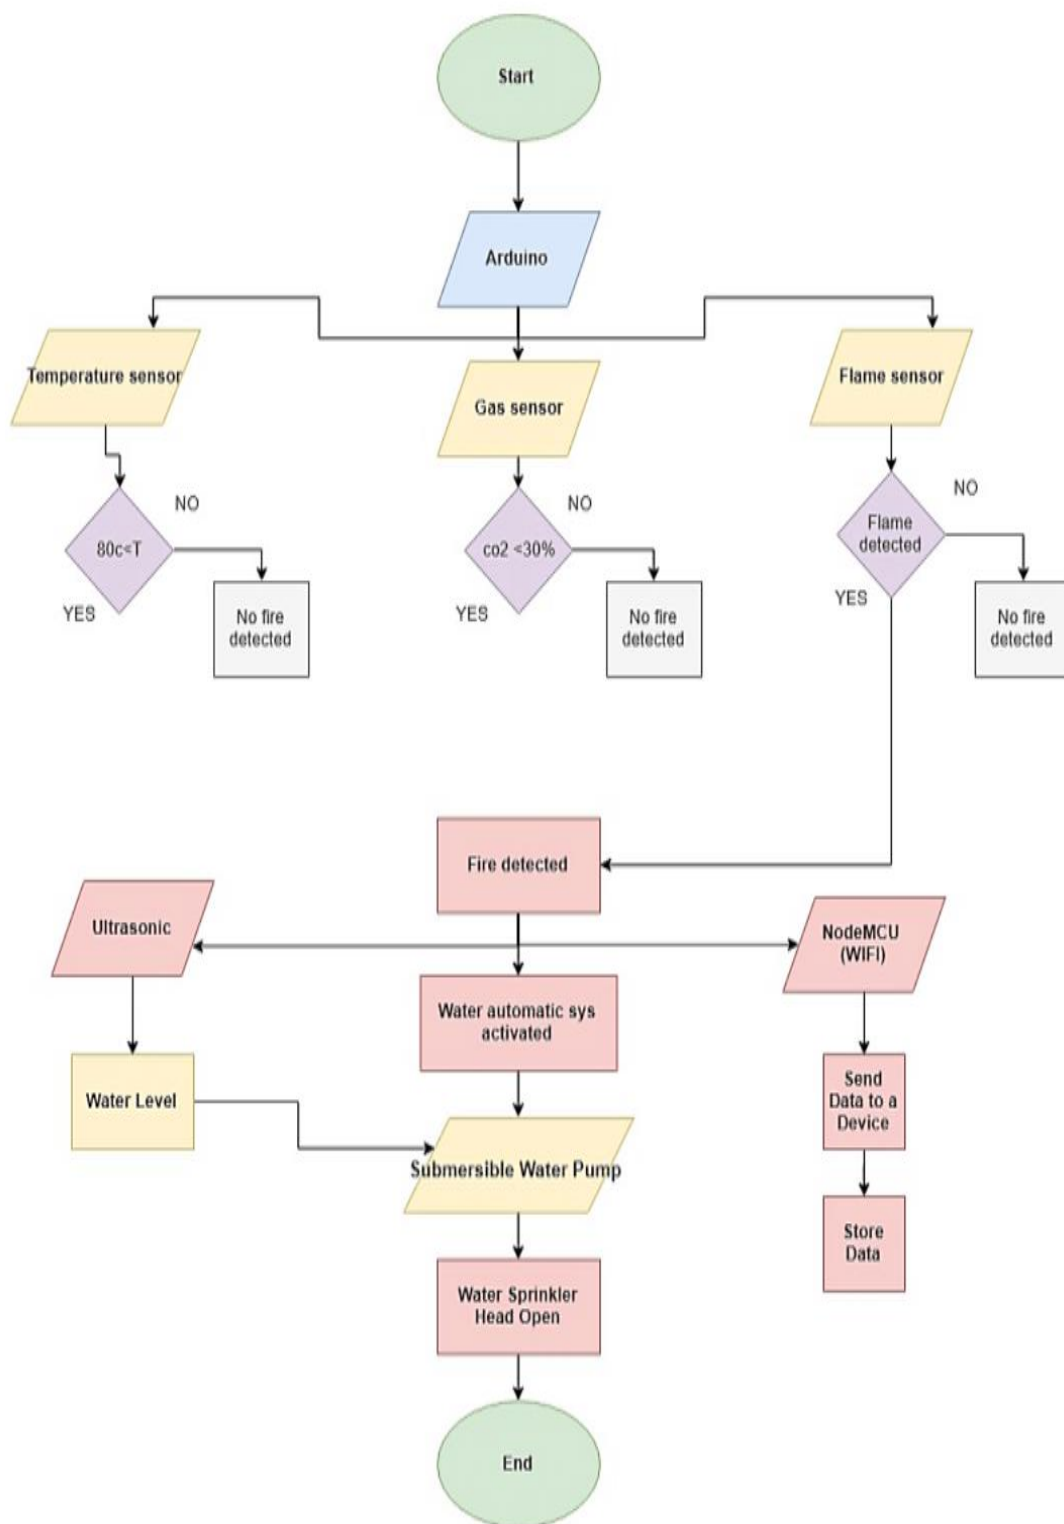 Start
Arduino
Temperature sensor
Gas sensor
Flame sensor
80c<T
NO
YES
No fire
detected
co2 <30%
NO
YES
No fire
detected
Flame
detected
NO
YES
No fire
detected
Fire detected
Ultrasonic
NodeMCU
(WIFI)
Water automatic sys
activated
Water Level
Send
Data to a
Device
Submersible Water Pump
Store
Data
Water Sprinkler
Head Open
End